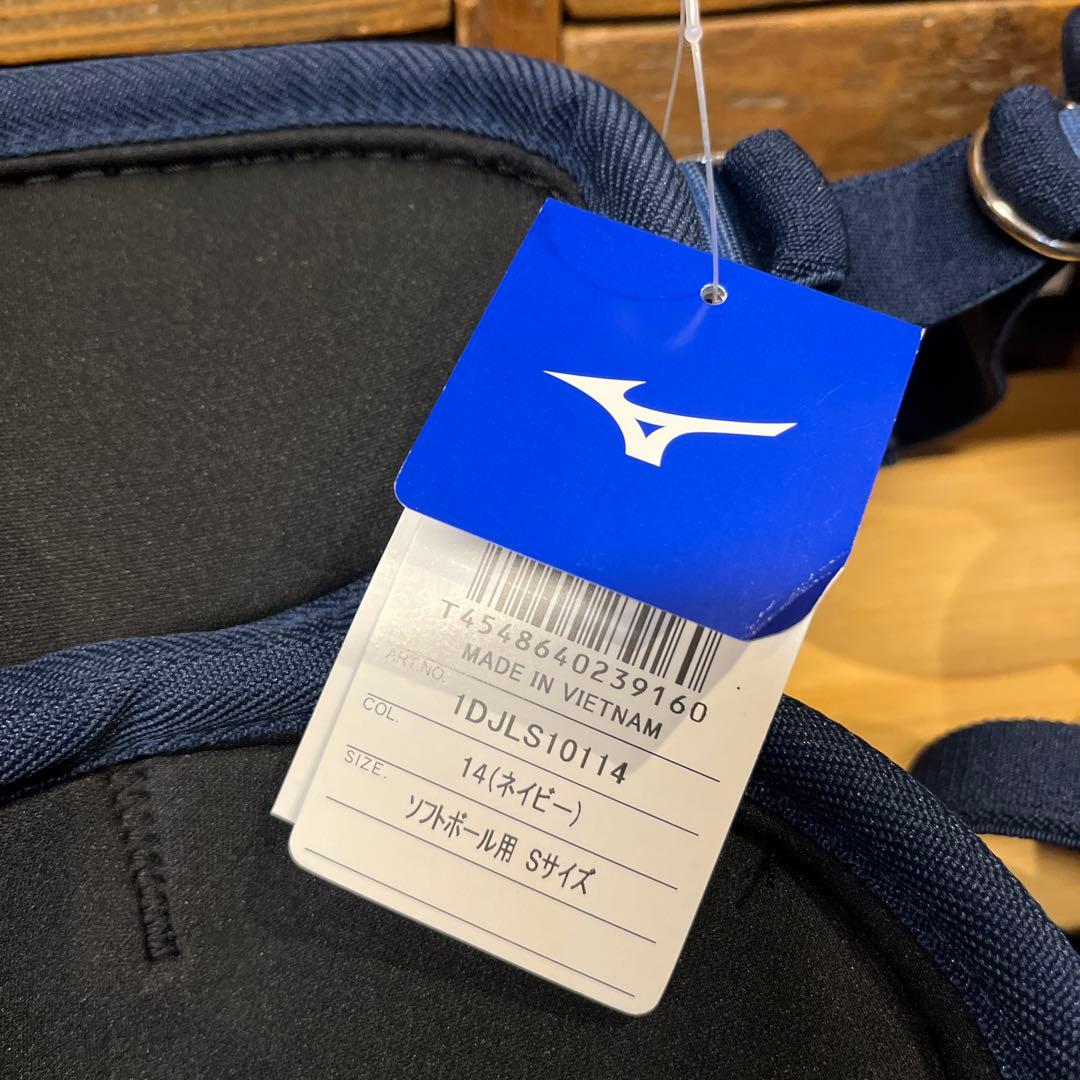 T4548640239160
MADE IN VIETNAM
ART.NO.
1DJLS10114
COL.
14(ネイビー)
SIZE.
ソフトボール用 Sサイズ